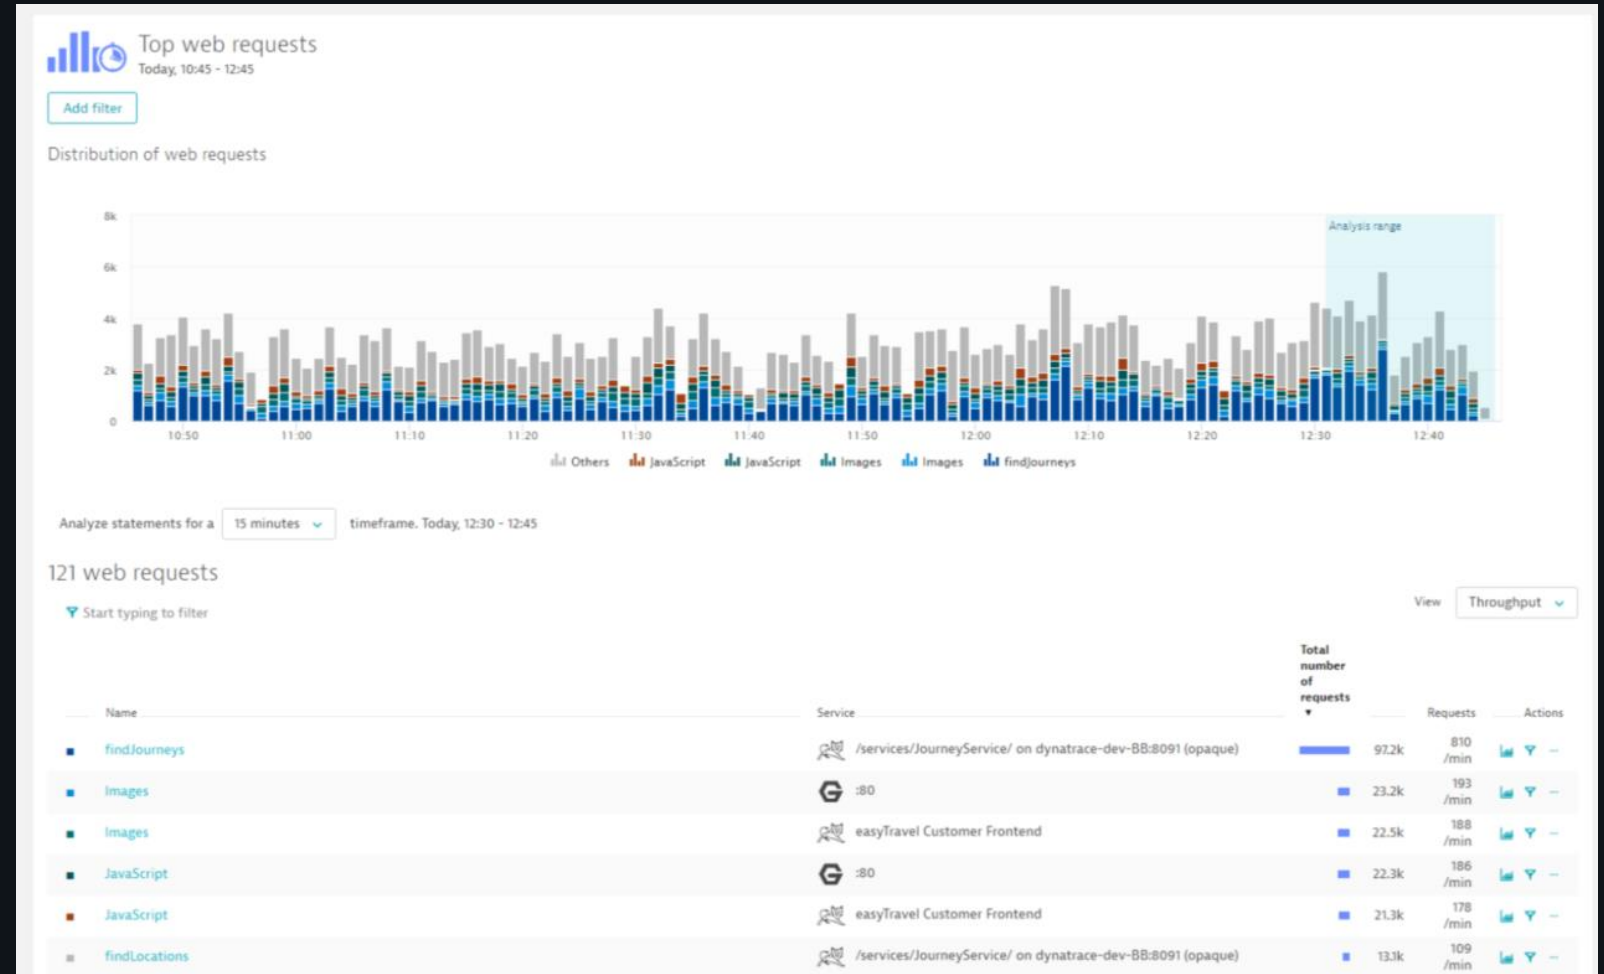 Top web requests
Today, 10:45 - 12:45
Add filter
Distribution of web requests
8k
Analysis range
6k
4k
2k
0
10:50 11:00 11:10 11:20 11:30 11:40 11:50 12:00 12:10 12:20 12:30 12:40
Others JavaScript JavaScript Images Images findJourneys
Analyze statements for a 15 minutes timeframe. Today, 12:30 - 12:45
121 web requests
Start typing to filter
View Throughput
Total
number
of
requests
Name Service Requests Actions
findJourneys /services/JourneyService/ on dynatrace-dev-BB:8091 (opaque) 97.2k 810
/min
Images :80 23.2k 193
/min
Images easyTravel Customer Frontend 22.5k 188
/min
JavaScript :80 22.3k 186
/min
JavaScript easyTravel Customer Frontend 21.3k 178
/min
findLocations /services/JourneyService/ on dynatrace-dev-BB:8091 (opaque) 13.1k 109
/min